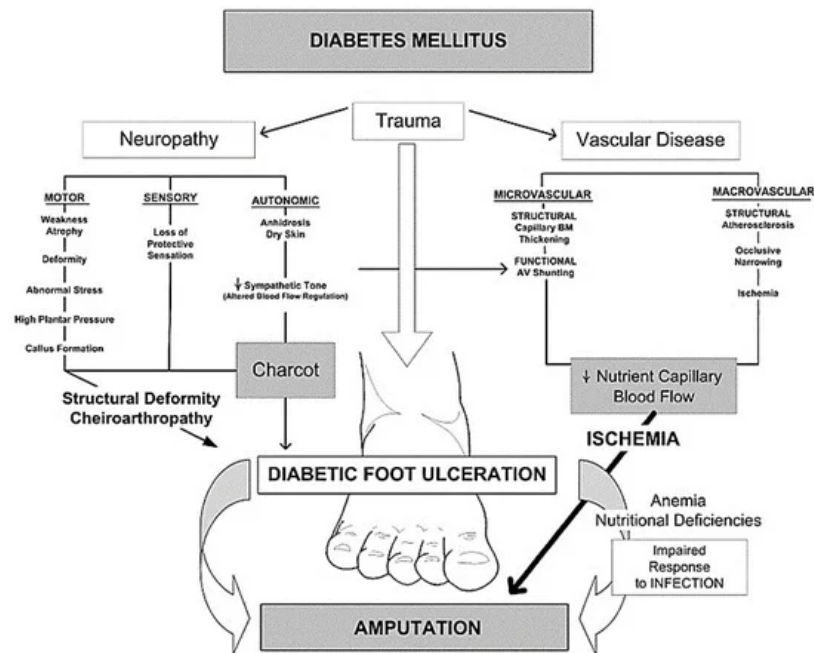 DIABETES MELLITUS
Trauma
Neuropathy
Vascular Disease
MOTOR
Weakness
Atrophy
Deformity
Abnormal Stress
High Plantar Pressure
Callus Formation
SENSORY
Loss of
Protective
Sensation
AUTONOMIC
Anhidrosis
Dry Skin
↓ Sympathetic Tone
(Altered Blood Flow Regulation)
MICROVASCULAR
STRUCTURAL
Capillary BM
Thickening
FUNCTIONAL
AV Shunting
MACROVASCULAR
STRUCTURAL
Atherosclerosis
Occlusive
Narrowing
Ischemia
Charcot
↓ Nutrient Capillary
Blood Flow
Structural Deformity
Cheiroarthropathy
ISCHEMIA
DIABETIC FOOT ULCERATION
Anemia
Nutritional Deficiencies
Impaired
Response
to INFECTION
AMPUTATION